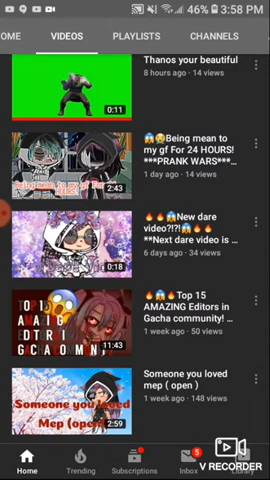 46% 3:58 PM
OME VIDEOS PLAYLISTS CHANNELS
Thanos your beautiful
8 hours ago · 14 views
0:11
😱😭Being mean to
my gf For 24 HOURS!
***PRANK WARS***...
1 day ago · 14 views
2:43
🔥🔥😱New dare
video?!?!😱🔥🔥
**Next dare video is ...
6 days ago · 34 views
0:18
🔥😱🔥Top 15
AMAZING Editors in
Gacha community! ...
1 week ago · 50 views
TOP 15
11:43
Someone you loved
mep ( open )
1 week ago · 148 views
Someone you loved
Mep (open)
2:59
5
Home Trending Subscriptions Inbox Library
V RECORDER